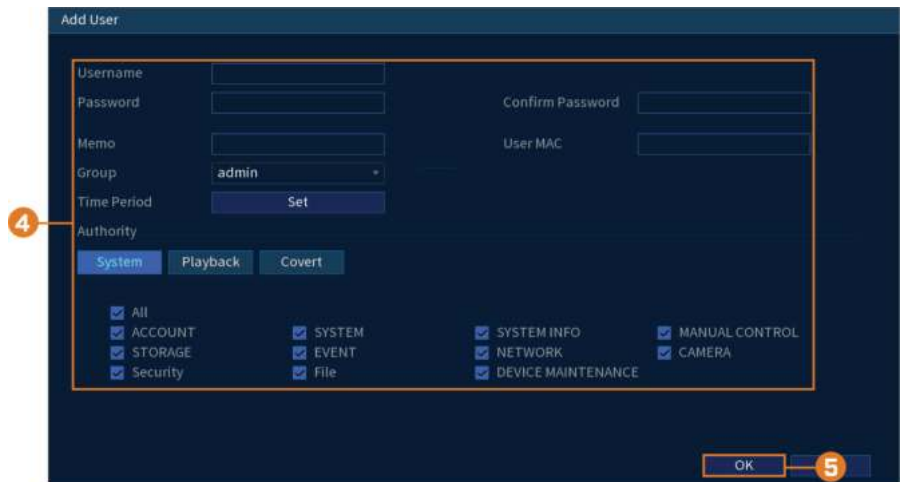 Add User
Username
Password Confirm Password
Memo User MAC
Group admin
Time Period Set
4
Authority
System Playback Covert
All
ACCOUNT SYSTEM SYSTEM INFO MANUAL CONTROL
STORAGE EVENT NETWORK CAMERA
Security File DEVICE MAINTENANCE
OK 5